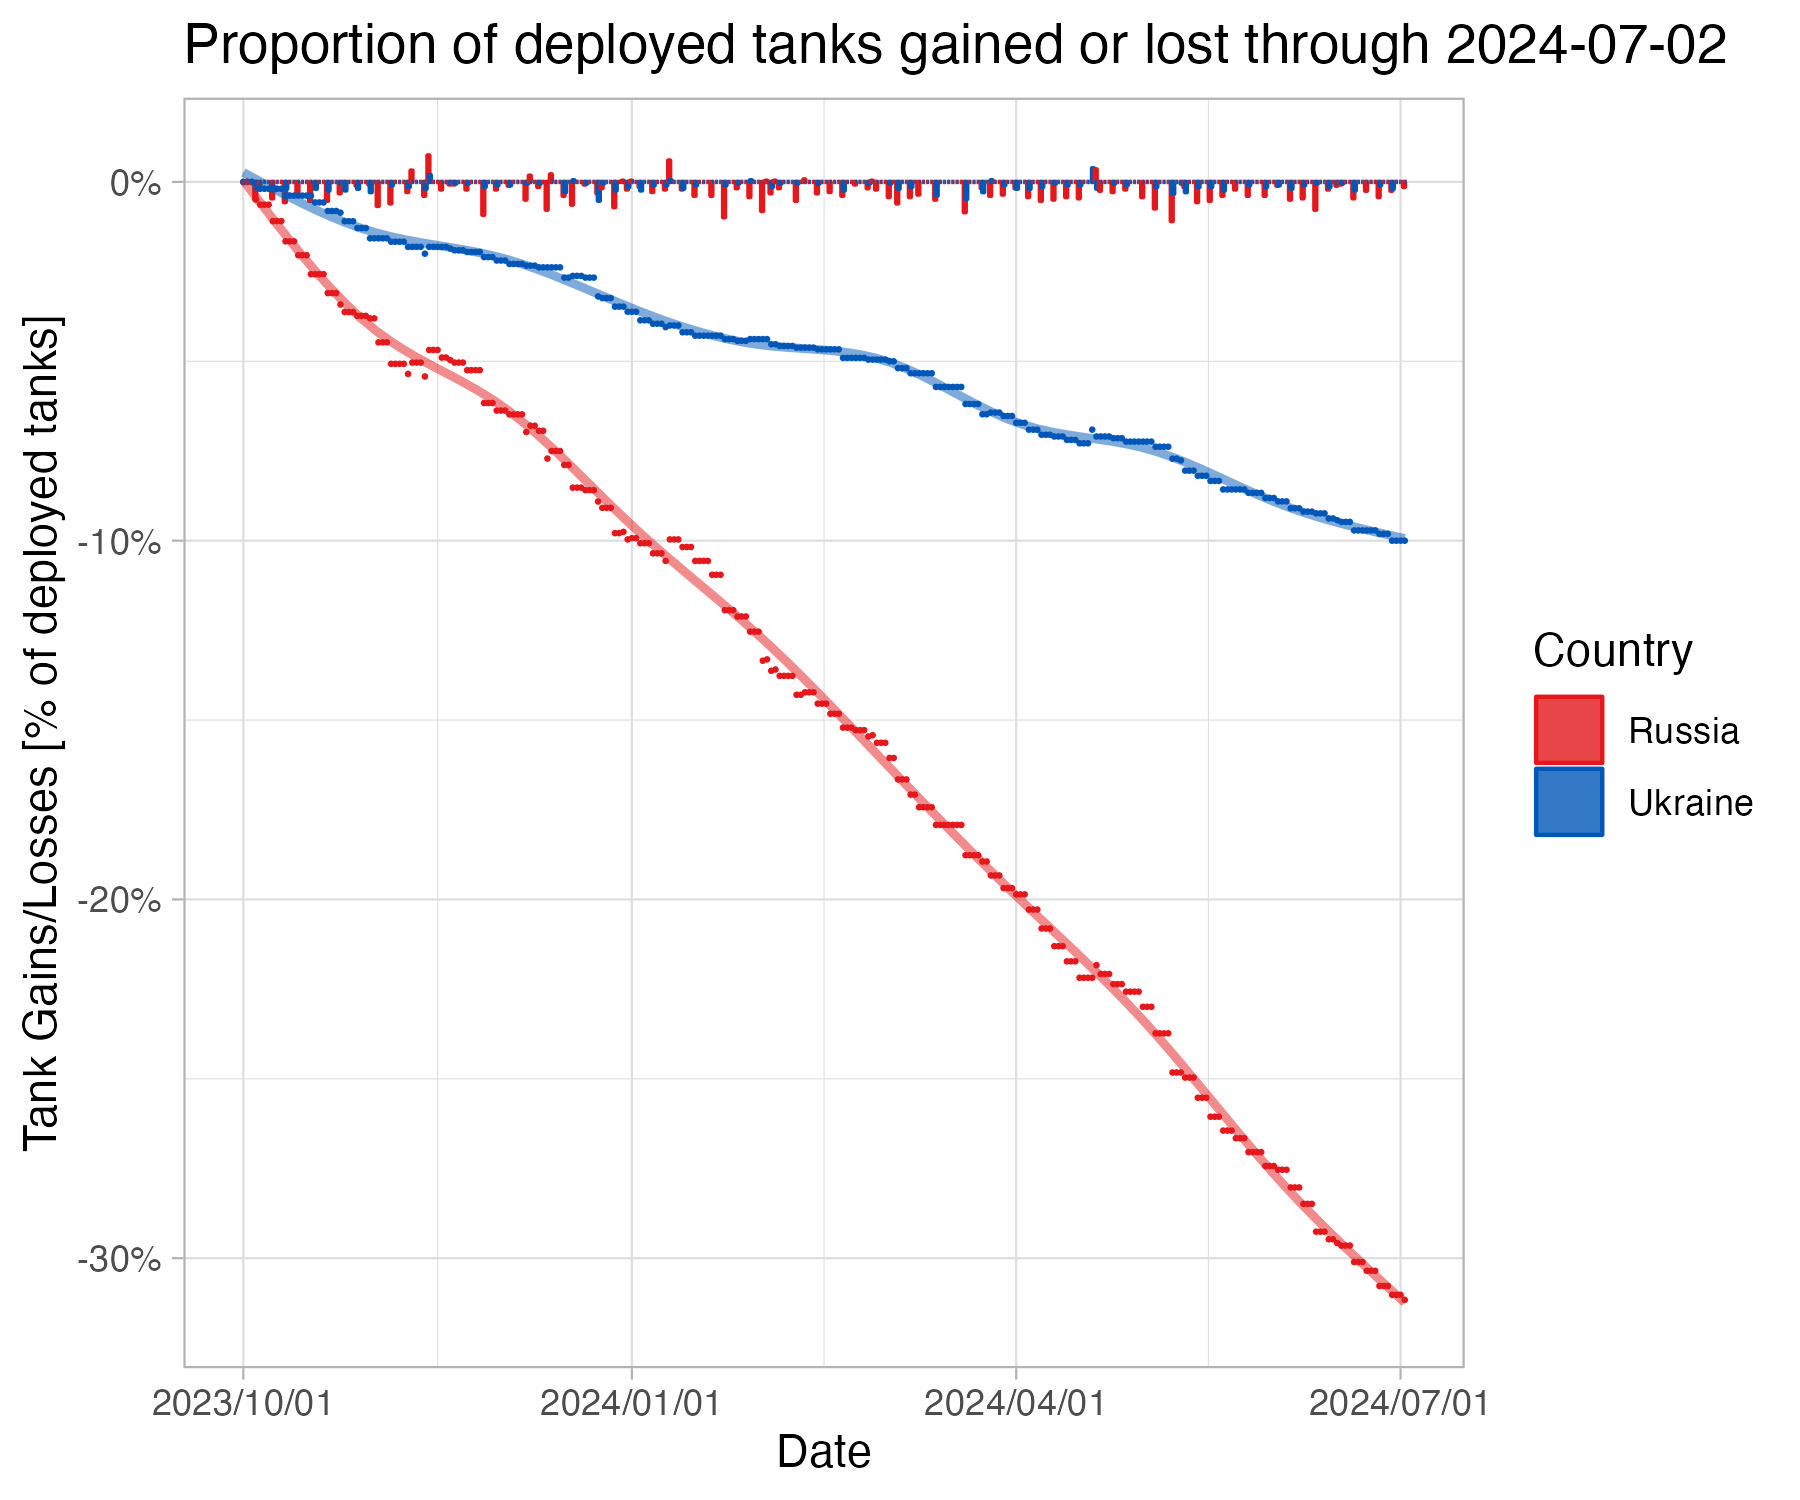 Proportion of deployed tanks gained or lost through 2024-07-02
Tank Gains/Losses [% of deployed tanks]
0%
-10%
-20%
-30%
2023/10/01
2024/01/01
2024/04/01
2024/07/01
Date
Country
Russia
Ukraine